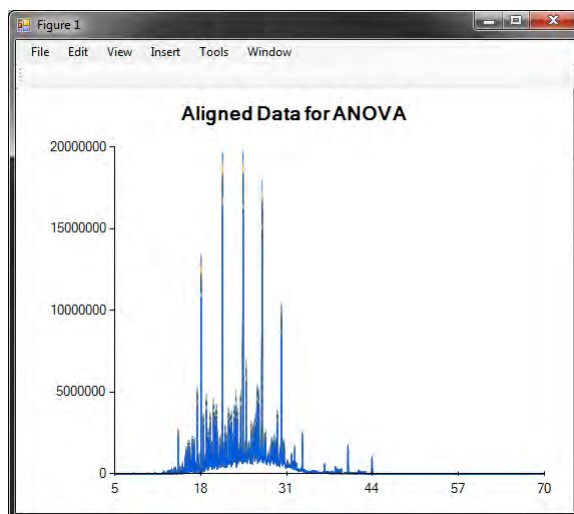 Figure 1
File Edit View Insert Tools Window
Aligned Data for ANOVA
20000000
15000000
10000000
5000000
0
5 18 31 44 57 70